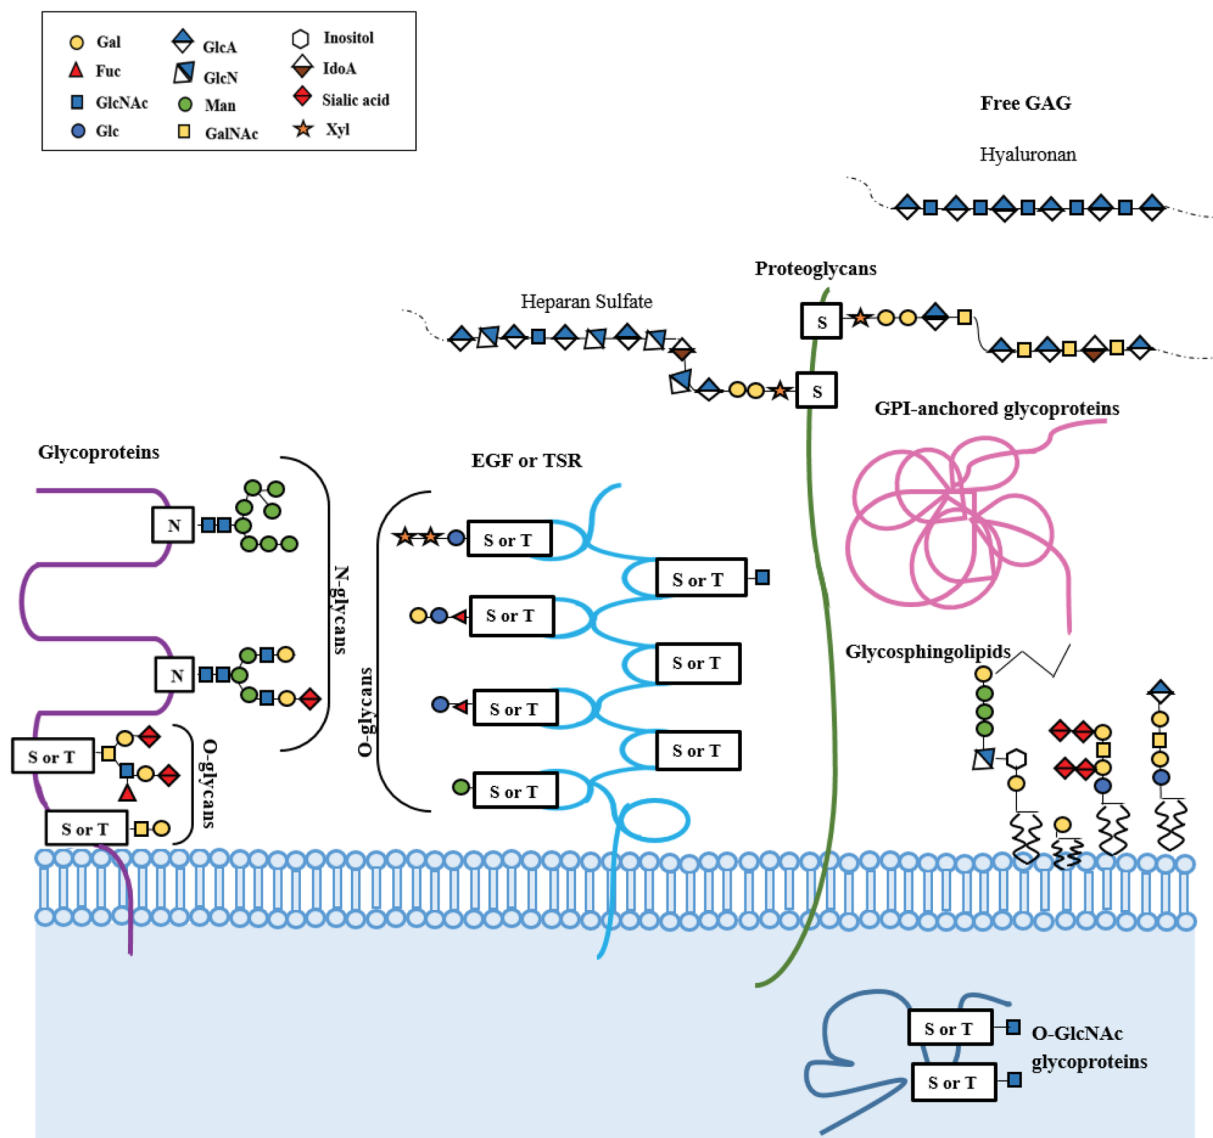 Gal
Fuc
GlcNAc
Glc
GlcA
GlcN
Man
GalNAc
Inositol
IdoA
Sialic acid
Xyl
Free GAG
Hyaluronan
Proteoglycans
Heparan Sulfate
S
S
GPI-anchored glycoproteins
Glycoproteins
EGF or TSR
N
N
N-glycans
S or T
S or T
O-glycans
O-glycans
S or T
S or T
S or T
S or T
S or T
S or T
S or T
Glycosphingolipids
S or T
S or T
O-GlcNAc
glycoproteins